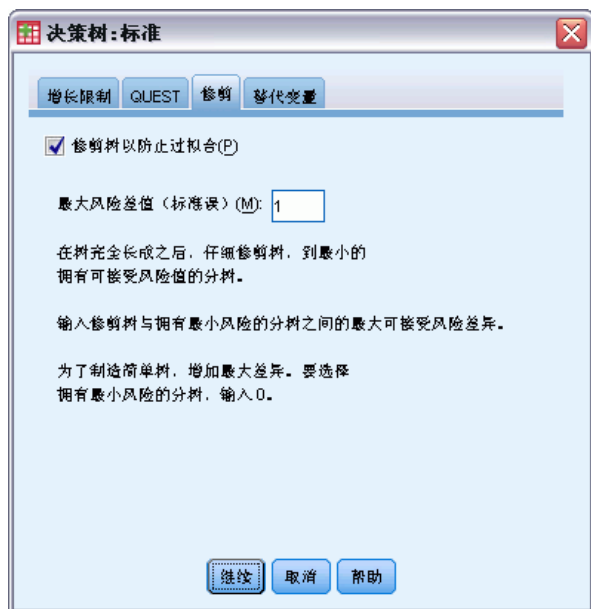 决策树:标准
增长限制 QUEST 修剪 替代变量
修剪树以防止过拟合(P)
最大风险差值（标准误）(M): 1
在树完全长成之后，仔细修剪树，到最小的
拥有可接受风险值的分树。
输入修剪树与拥有最小风险的分树之间的最大可接受风险差异。
为了制造简单树，增加最大差异。要选择
拥有最小风险的分树，输入0。
继续 取消 帮助